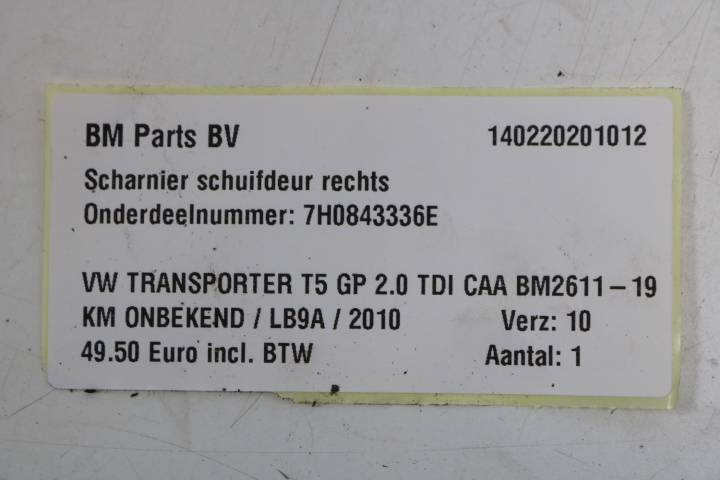 BM Parts BV 140220201012
Scharnier schuifdeur rechts
Onderdeelnummer: 7H0843336E
VW TRANSPORTER T5 GP 2.0 TDI CAA BM2611-19
KM ONBEKEND / LB9A / 2010 Verz: 10
49.50 Euro incl. BTW Aantal: 1